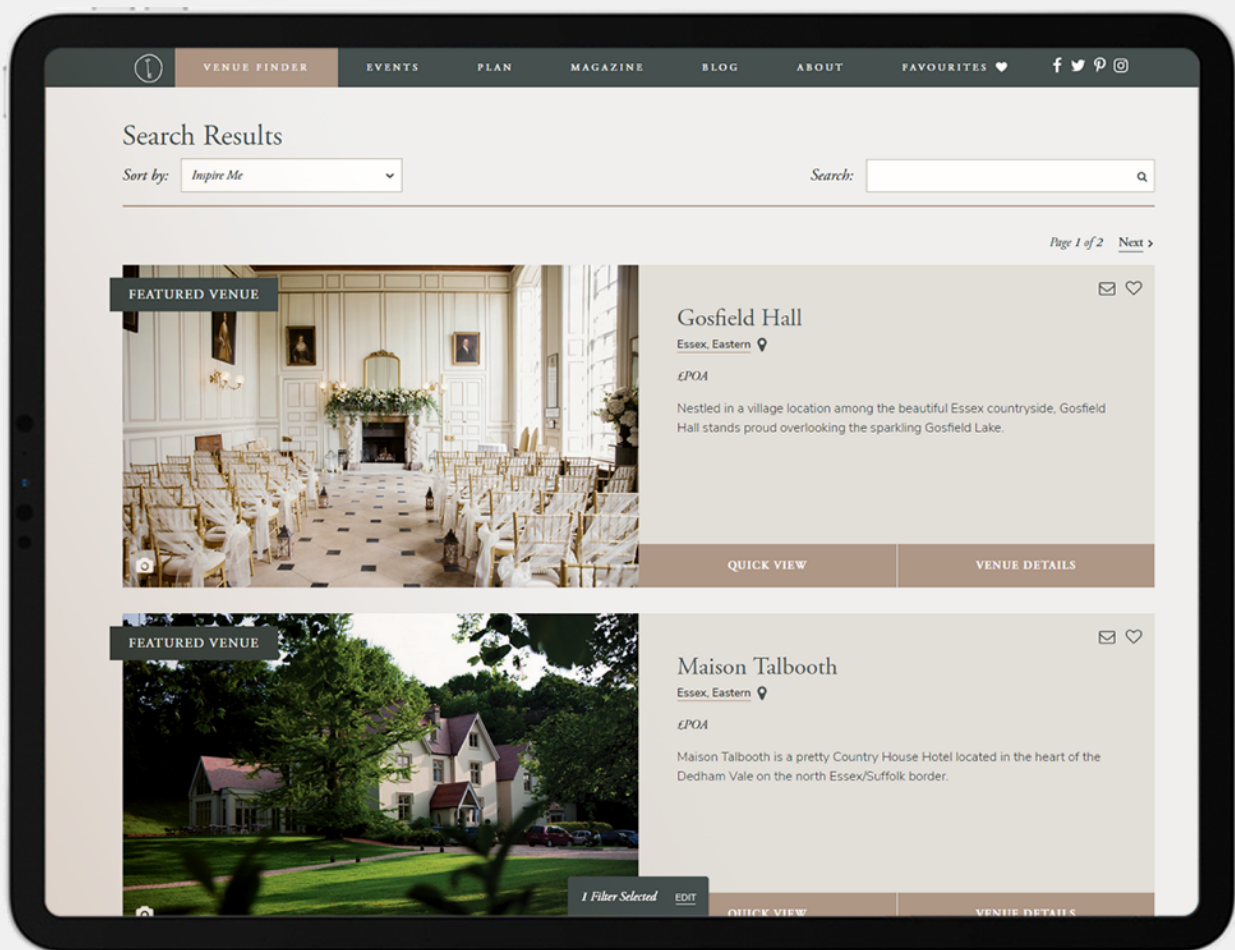 VENUE FINDER EVENTS PLAN MAGAZINE BLOG ABOUT FAVOURITES
Search Results
Sort by: Inspire Me Search:
Page 1 of 2 Next
FEATURED VENUE
Gosfield Hall
Essex, Eastern
£POA
Nestled in a village location among the beautiful Essex countryside, Gosfield
Hall stands proud overlooking the sparkling Gosfield Lake.
QUICK VIEW VENUE DETAILS
FEATURED VENUE
Maison Talbooth
Essex, Eastern
£POA
Maison Talbooth is a pretty Country House Hotel located in the heart of the
Dedham Vale on the north Essex/Suffolk border.
1 Filter Selected EDIT
QUICK VIEW VENUE DETAILS